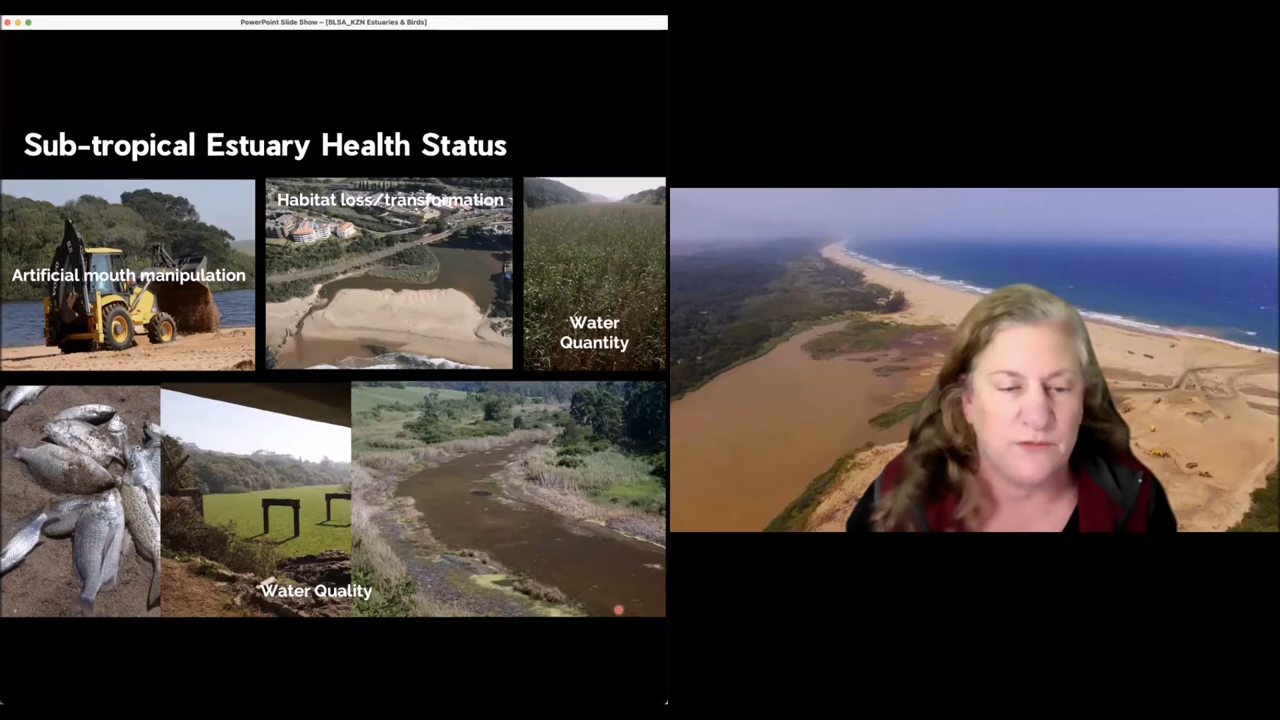 PowerPoint Slide Show – [BLSA_KZN Estuaries & Birds]
Sub-tropical Estuary Health Status
Artificial mouth manipulation
Habitat loss/transformation
Water
Quantity
Water Quality